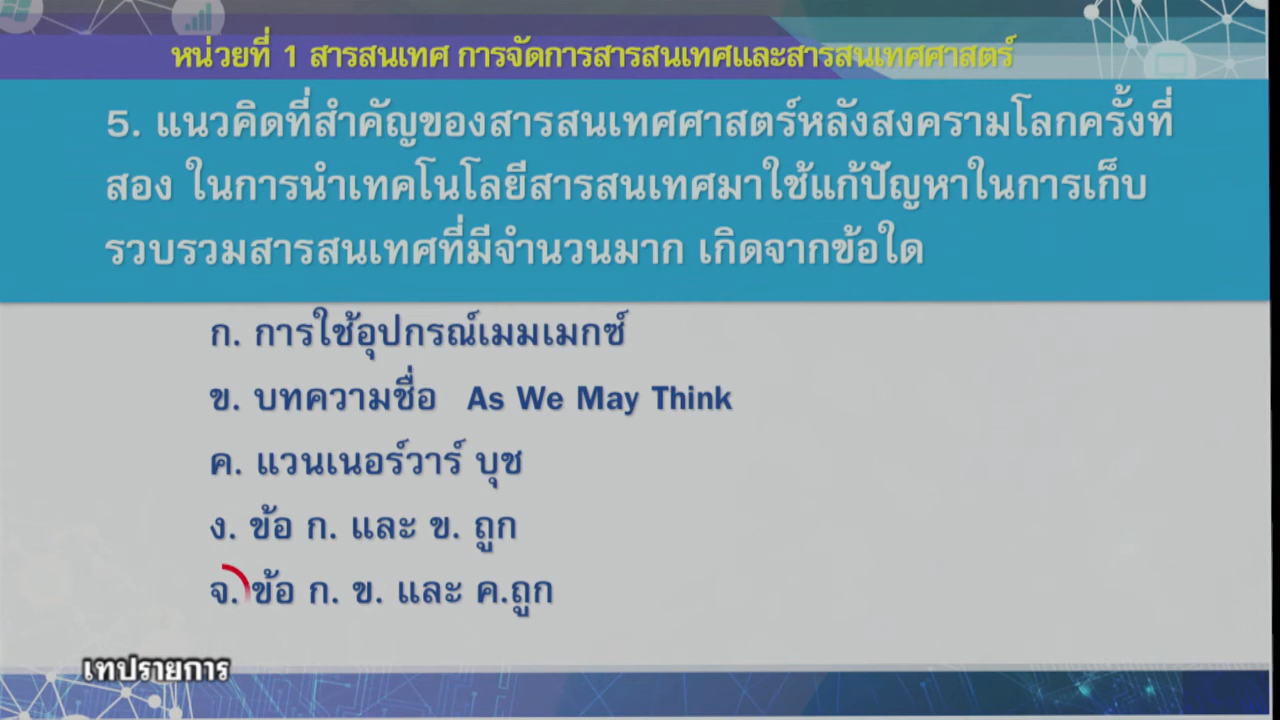 หน่วยที่ 1 สารสนเทศ การจัดการสารสนเทศและสารสนเทศศาสตร์
5. แนวคิดที่สำคัญของสารสนเทศศาสตร์หลังสงครามโลกครั้งที่
สอง ในการนำเทคโนโลยีสารสนเทศมาใช้แก้ปัญหาในการเก็บ
รวบรวมสารสนเทศที่มีจำนวนมาก เกิดจากข้อใด
ก. การใช้อุปกรณ์เมมเมกซ์
ข. บทความชื่อ As We May Think
ค. แวนเนอร์วาร์ บุช
ง. ข้อ ก. และ ข. ถูก
จ. ข้อ ก. ข. และ ค.ถูก
เทปรายการ